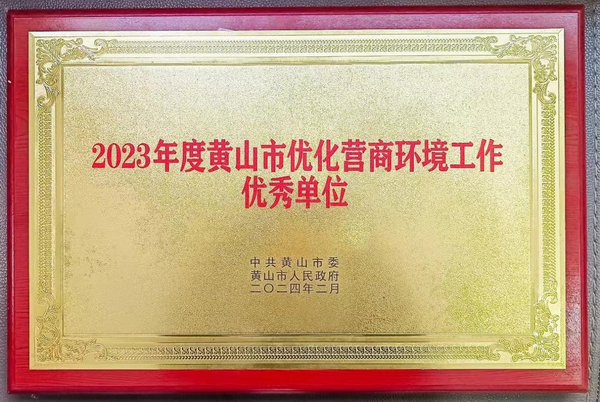 2023年度黄山市优化营商环境工作
优秀单位
中共黄山市委
黄山市人民政府
二〇二四年二月